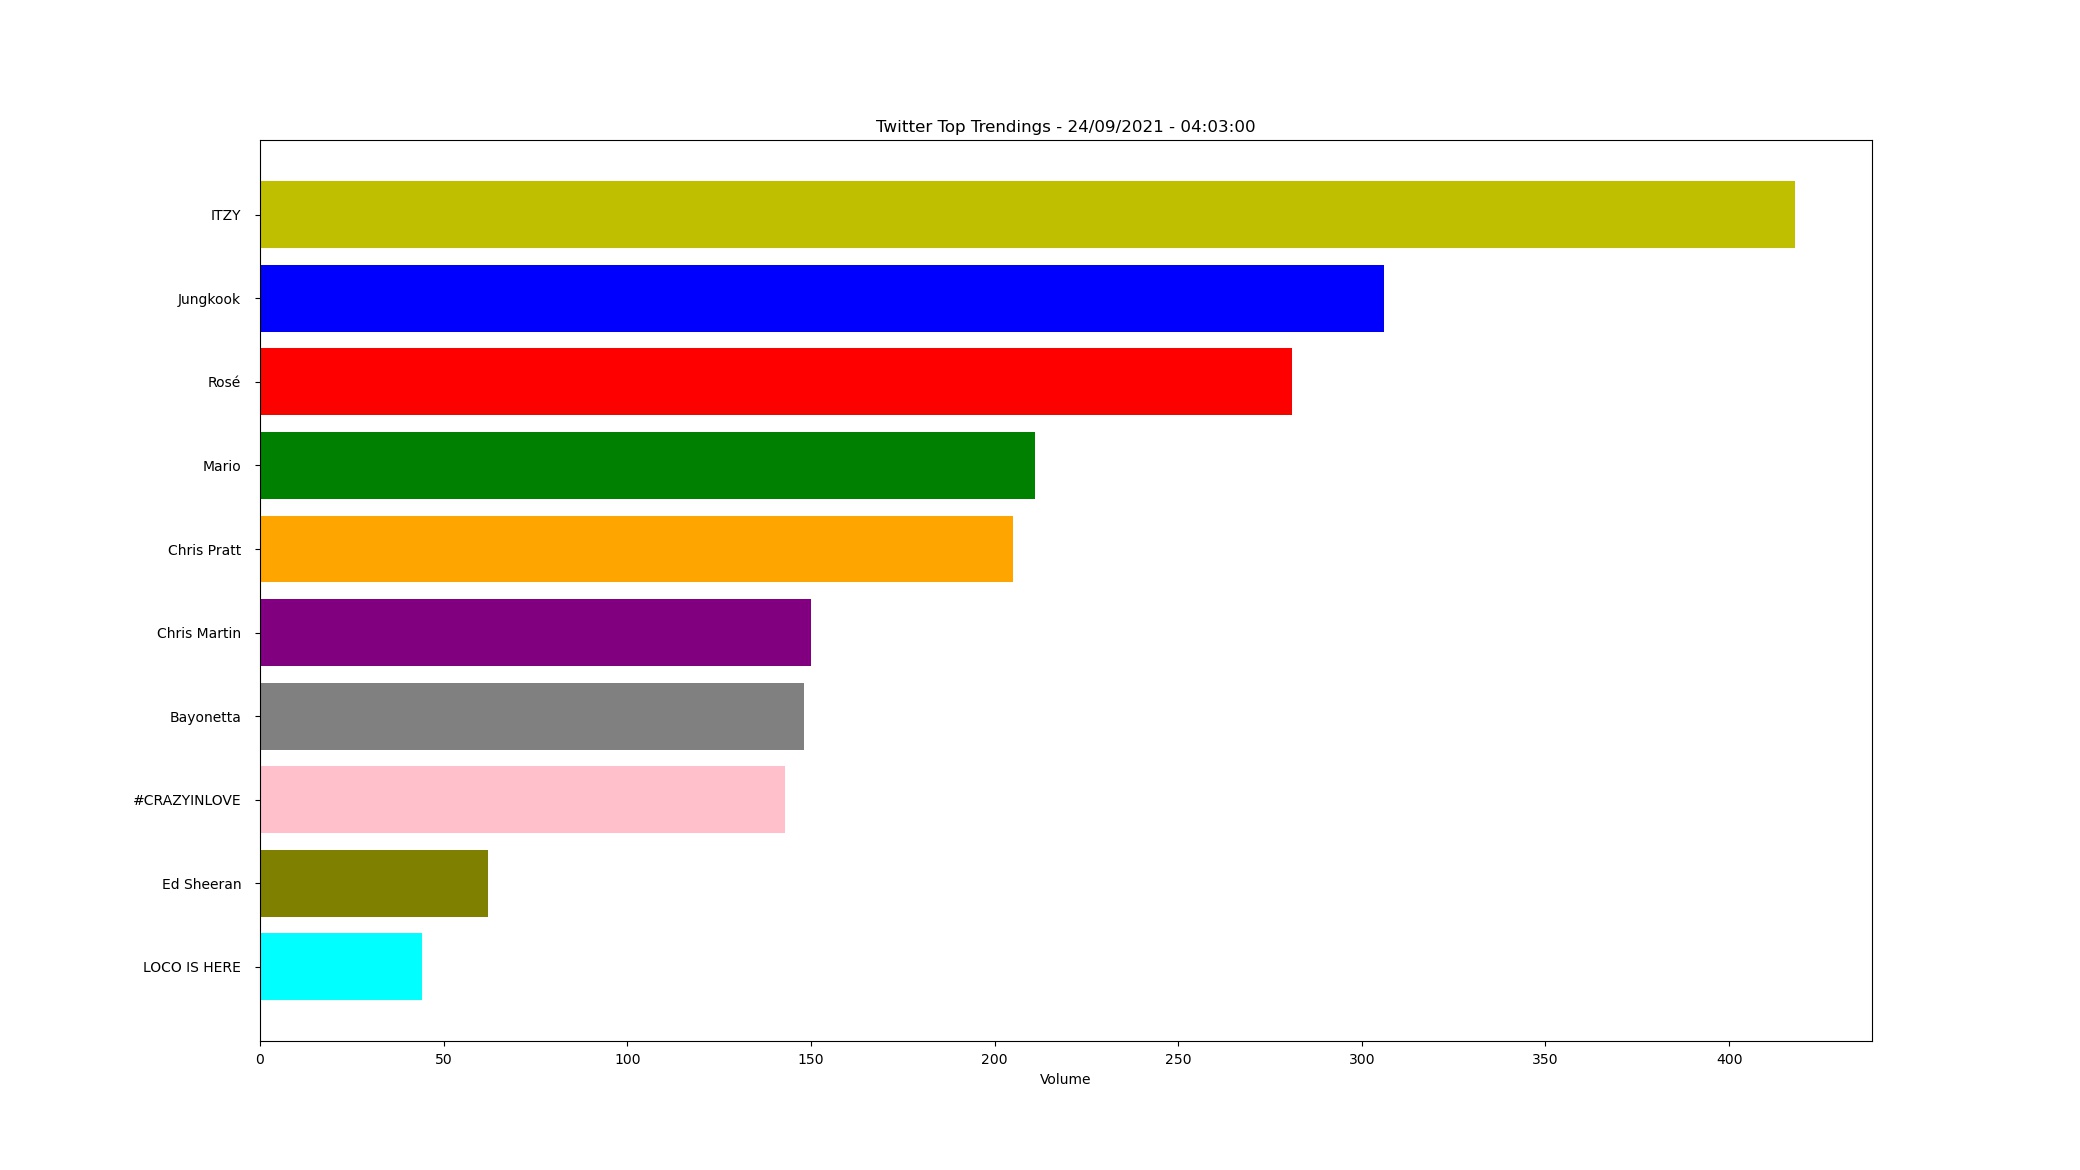 Twitter Top Trendings - 24/09/2021 - 04:03:00
ITZY
Jungkook
Rosé
Mario
Chris Pratt
Chris Martin
Bayonetta
#CRAZYINLOVE
Ed Sheeran
LOCO IS HERE
0 50 100 150 200 250 300 350 400
Volume